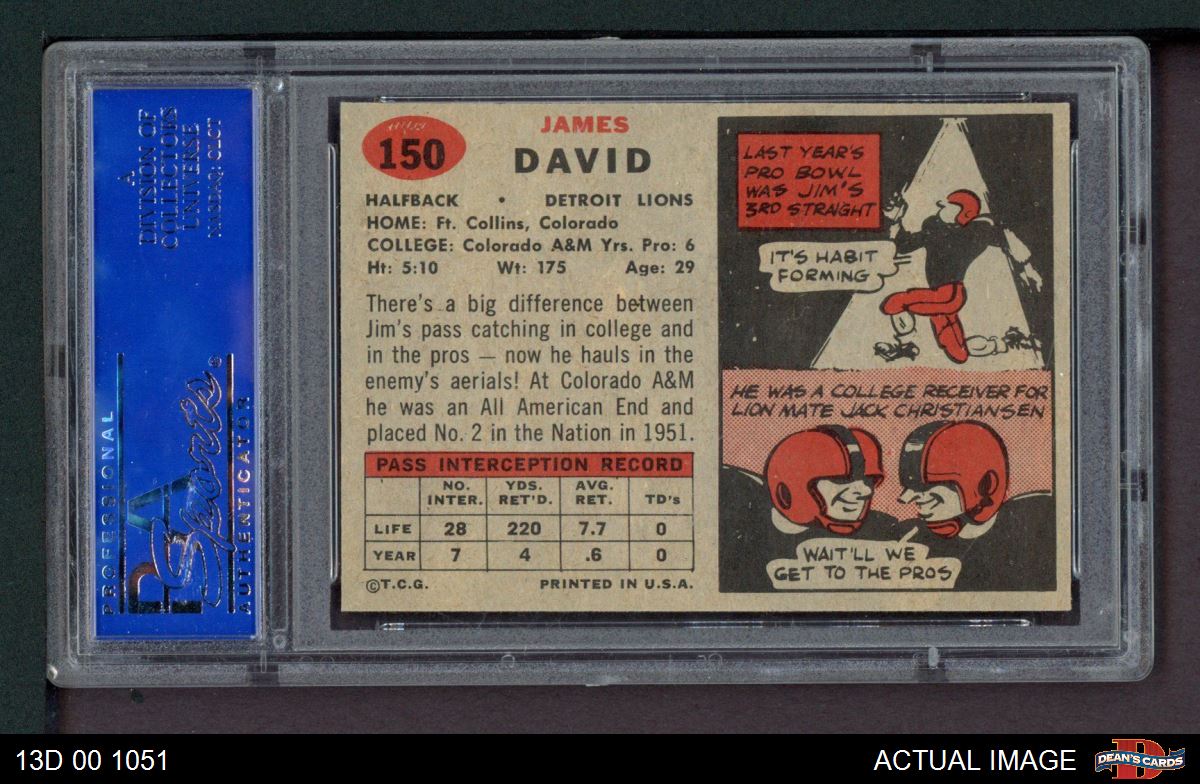 A
DIVISION OF
COLLECTORS
UNIVERSE
NASDAQ: CLCT
PROFESSIONAL
PSA
Sports®
AUTHENTICATOR
150
JAMES
DAVID
HALFBACK • DETROIT LIONS
HOME: Ft. Collins, Colorado
COLLEGE: Colorado A&M Yrs. Pro: 6
Ht: 5:10 Wt: 175 Age: 29
There's a big difference between
Jim's pass catching in college and
in the pros — now he hauls in the
enemy's aerials! At Colorado A&M
he was an All American End and
placed No. 2 in the Nation in 1951.
PASS INTERCEPTION RECORD
NO. INTER. YDS. RET'D. AVG. RET. TD's
LIFE 28 220 7.7 0
YEAR 7 4 .6 0
©T.C.G. PRINTED IN U.S.A.
LAST YEAR'S
PRO BOWL
WAS JIM'S
3RD STRAIGHT
IT'S HABIT
FORMING
HE WAS A COLLEGE RECEIVER FOR
LION MATE JACK CHRISTIANSEN
WAIT'LL WE
GET TO THE PROS
13D 00 1051
ACTUAL IMAGE
D
DEAN'S CARDS